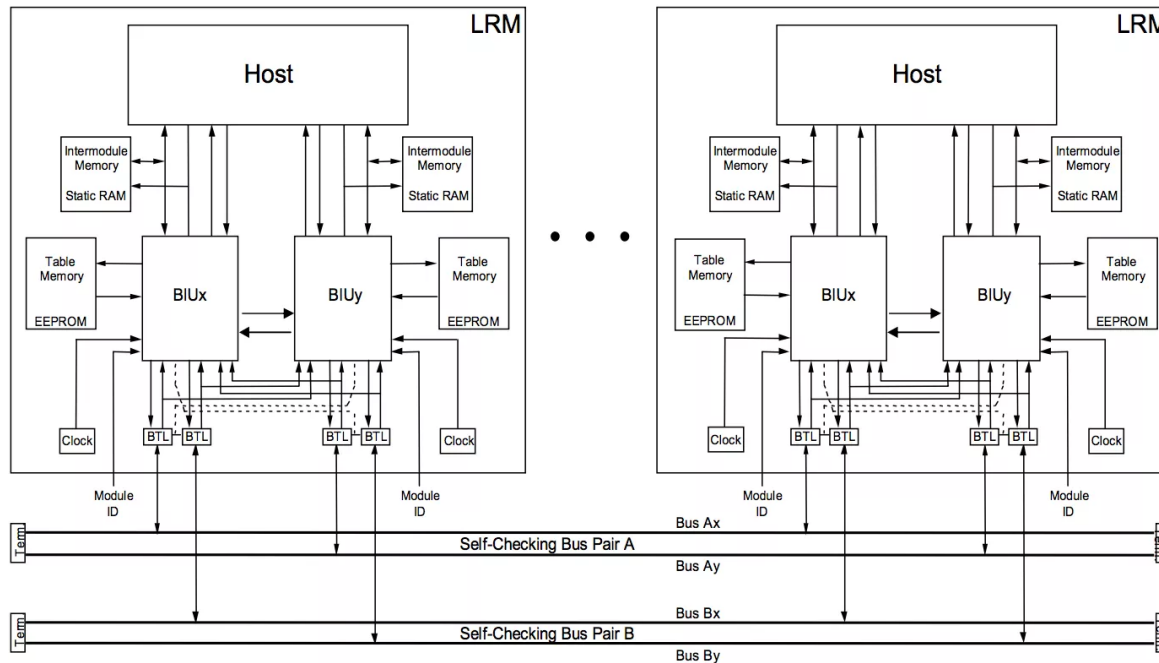 LRM
Host
Intermodule
Memory
Static RAM
Intermodule
Memory
Static RAM
Table
Memory
EEPROM
BIUx
BIUy
Table
Memory
EEPROM
Clock
BTL
BTL
BTL
BTL
Clock
Module
ID
Module
ID
LRM
Host
Intermodule
Memory
Static RAM
Intermodule
Memory
Static RAM
Table
Memory
EEPROM
BIUx
BIUy
Table
Memory
EEPROM
Clock
BTL
BTL
BTL
BTL
Clock
Module
ID
Module
ID
Term
Bus Ax
Self-Checking Bus Pair A
Bus Ay
Term
Bus Bx
Self-Checking Bus Pair B
Bus By